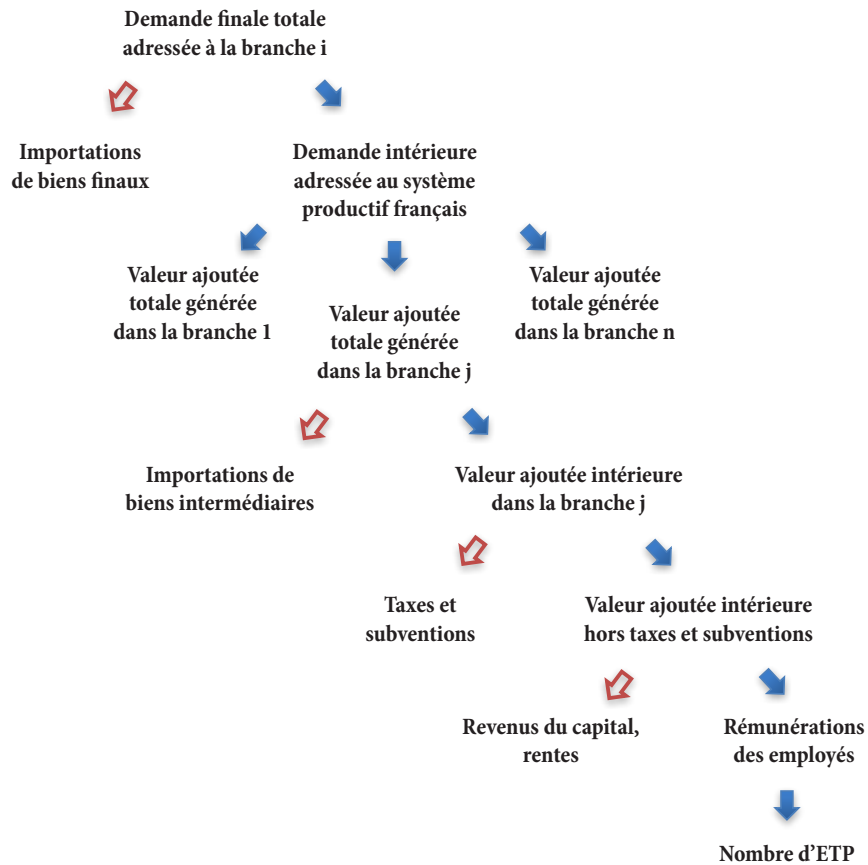 Demande finale totale
adressée à la branche i
Importations
de biens finaux
Demande intérieure
adressée au système
productif français
Valeur ajoutée
totale générée
dans la branche 1
Valeur ajoutée
totale générée
dans la branche j
Valeur ajoutée
totale générée
dans la branche n
Importations de
biens intermédiaires
Valeur ajoutée intérieure
dans la branche j
Taxes et
subventions
Valeur ajoutée intérieure
hors taxes et subventions
Revenus du capital,
rentes
Rémunérations
des employés
Nombre d'ETP